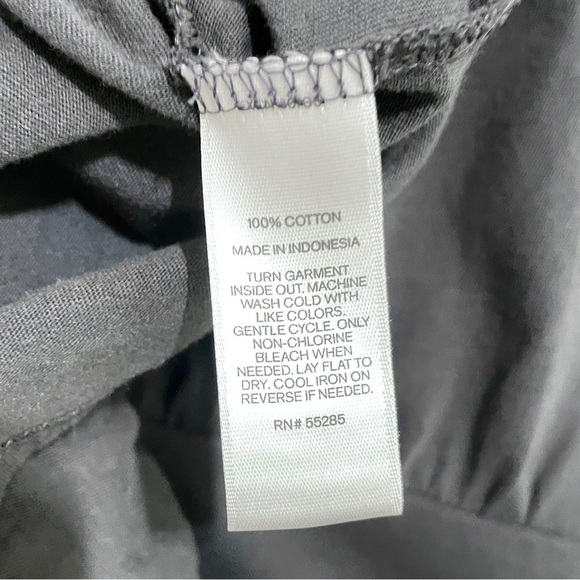 100% COTTON
MADE IN INDONESIA
TURN GARMENT
INSIDE OUT. MACHINE
WASH COLD WITH
LIKE COLORS.
GENTLE CYCLE. ONLY
NON-CHLORINE
BLEACH WHEN
NEEDED. LAY FLAT TO
DRY. COOL IRON ON
REVERSE IF NEEDED.
RN# 55285